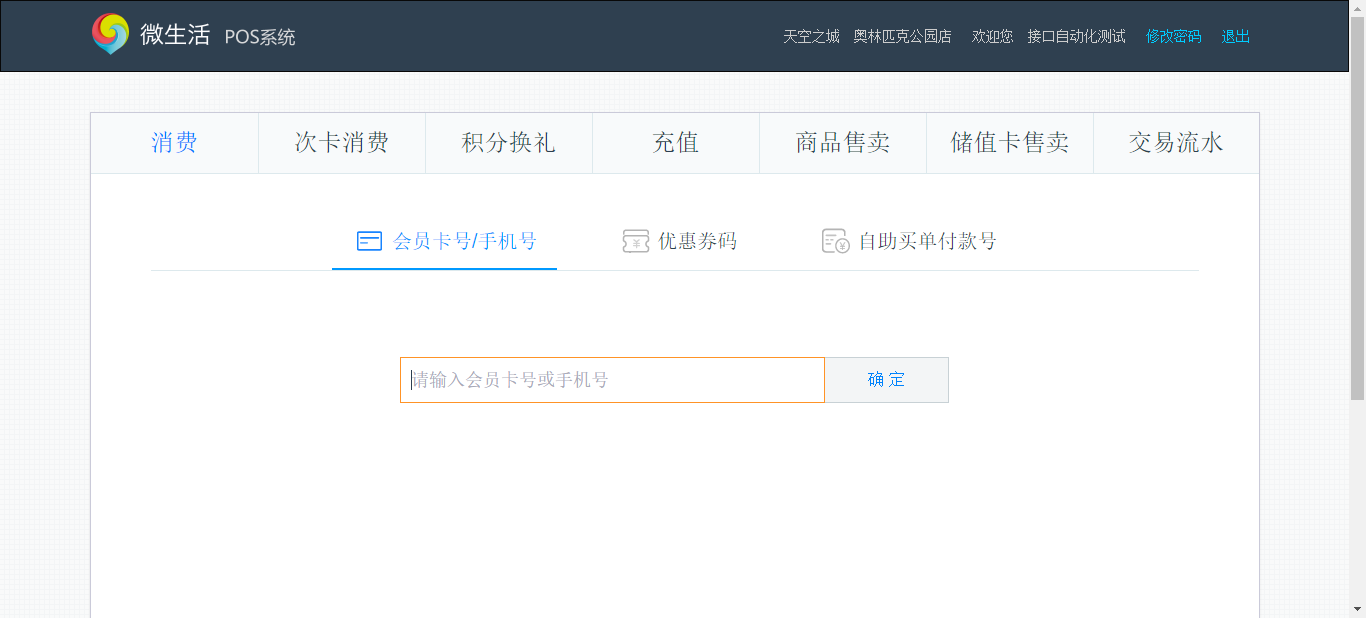 微生活 POS系统 天空之城 奥林匹克公园店 欢迎您 接口自动化测试 修改密码 退出
消费 次卡消费 积分换礼 充值 商品售卖 储值卡售卖 交易流水
会员卡号/手机号 优惠券码 自助买单付款号
请输入会员卡号或手机号 确 定